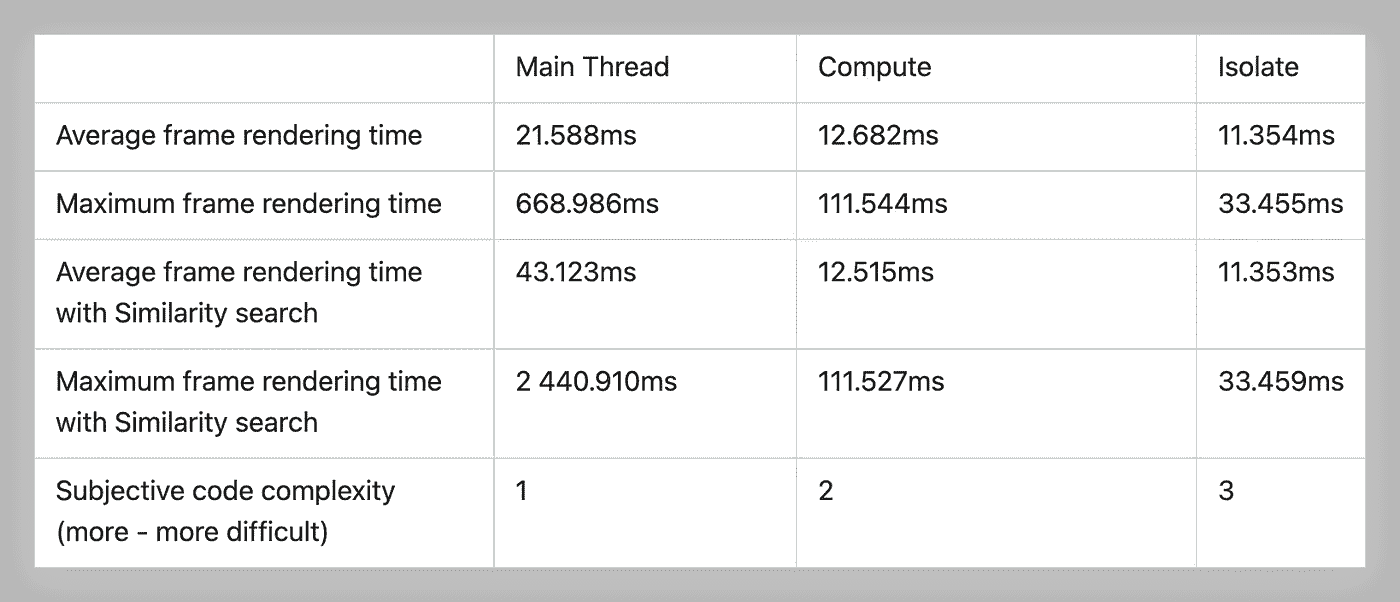 Main Thread Compute Isolate
Average frame rendering time 21.588ms 12.682ms 11.354ms
Maximum frame rendering time 668.986ms 111.544ms 33.455ms
Average frame rendering time 43.123ms 12.515ms 11.353ms
with Similarity search
Maximum frame rendering time 2 440.910ms 111.527ms 33.459ms
with Similarity search
Subjective code complexity 1 2 3
(more - more difficult)